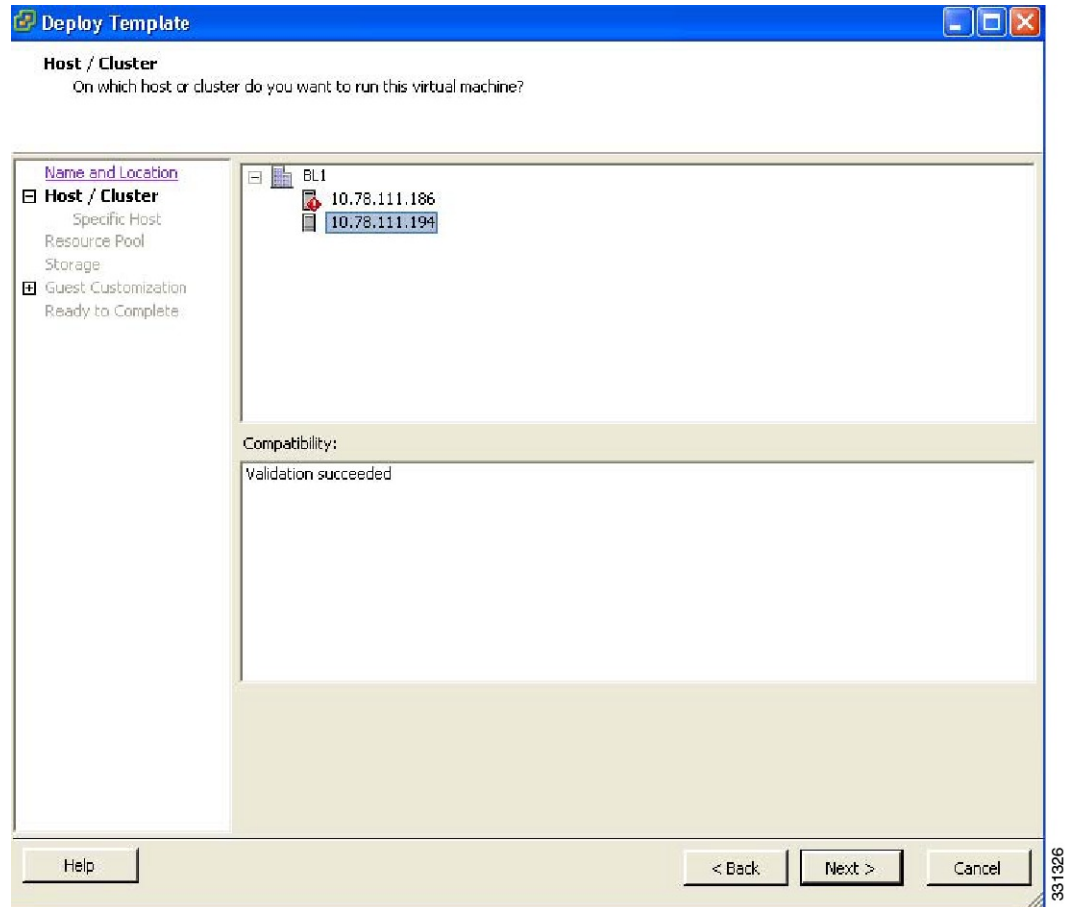 Deploy Template
Host / Cluster
On which host or cluster do you want to run this virtual machine?
Name and Location
Host / Cluster
Specific Host
Resource Pool
Storage
Guest Customization
Ready to Complete
BL1
10.78.111.186
10.78.111.194
Compatibility:
Validation succeeded
Help
< Back
Next >
Cancel
331326